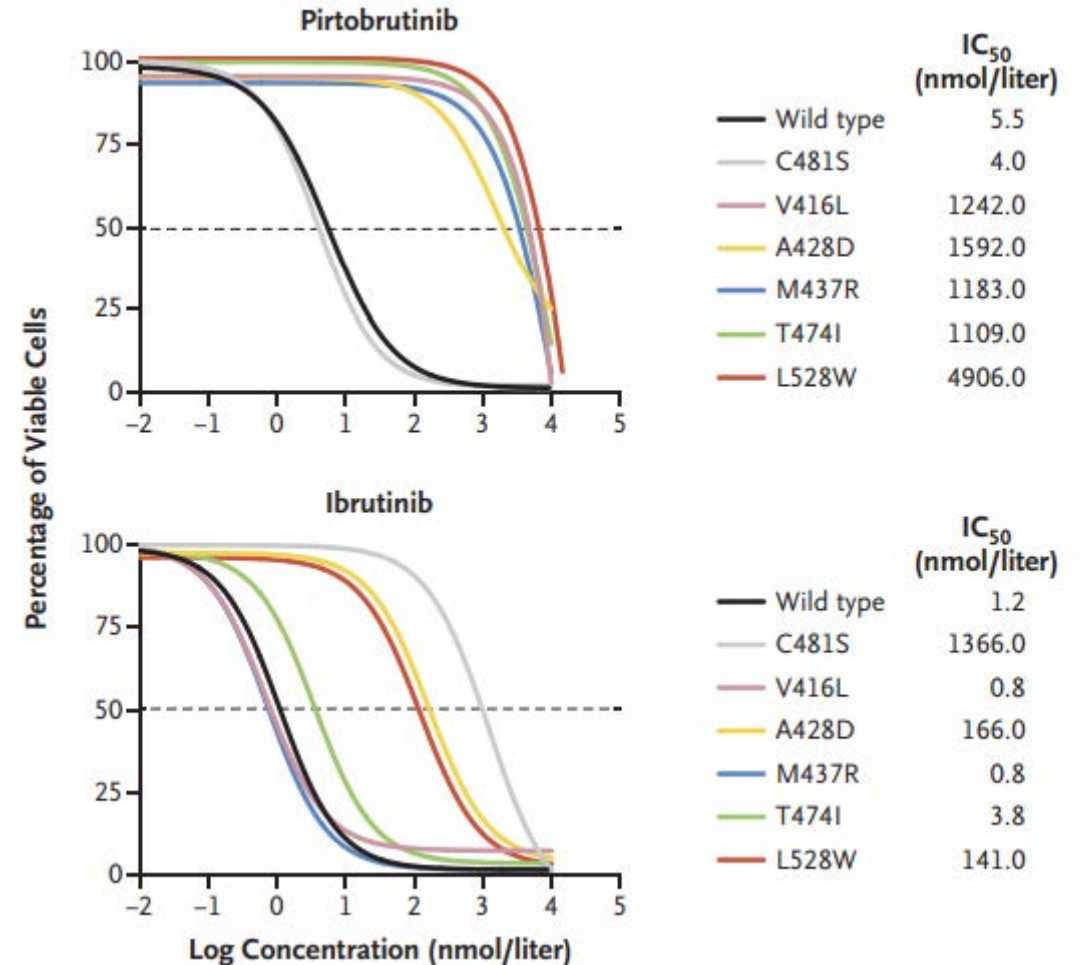 Pirtobrutinib
IC50
(nmol/liter)
Wild type 5.5
C481S 4.0
V416L 1242.0
A428D 1592.0
M437R 1183.0
T474I 1109.0
L528W 4906.0
100
75
50
25
0
–2 –1 0 1 2 3 4 5
Percentage of Viable Cells
Ibrutinib
IC50
(nmol/liter)
Wild type 1.2
C481S 1366.0
V416L 0.8
A428D 166.0
M437R 0.8
T474I 3.8
L528W 141.0
100
75
50
25
0
–2 –1 0 1 2 3 4 5
Log Concentration (nmol/liter)